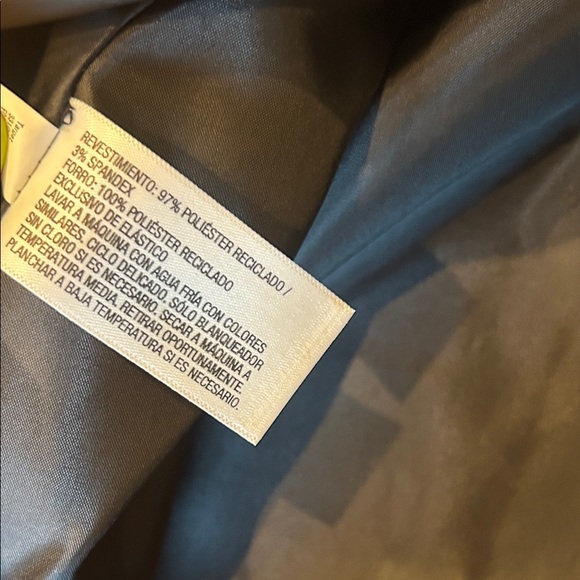 REVESTIMIENTO: 97% POLIÉSTER RECICLADO /
3% SPANDEX
FORRO: 100% POLIÉSTER RECICLADO
EXCLUSIVO DE ELÁSTICO
LAVAR A MÁQUINA CON AGUA FRÍA CON COLORES
SIMILARES, CICLO DELICADO. SÓLO BLANQUEADOR
SIN CLORO SI ES NECESARIO. SECAR A MÁQUINA A
TEMPERATURA MEDIA. RETIRAR OPORTUNAMENTE.
PLANCHAR A BAJA TEMPERATURA SI ES NECESARIO.